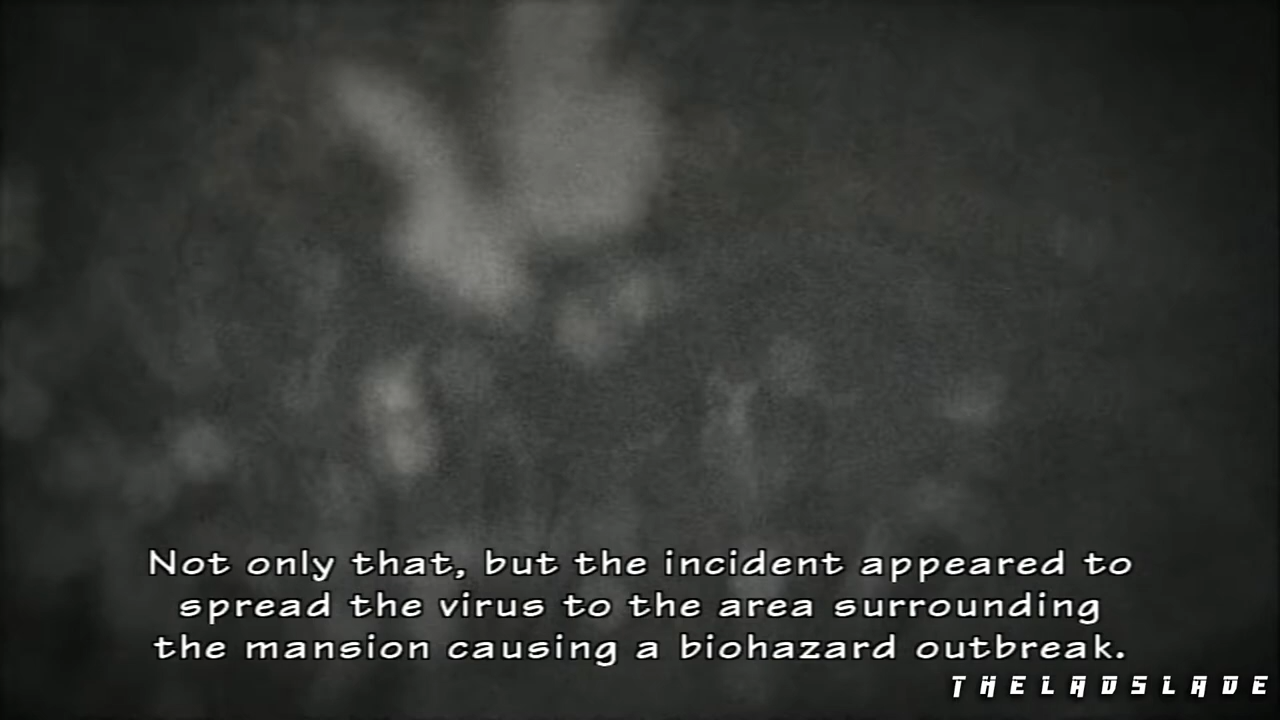 Not only that, but the incident appeared to
spread the virus to the area surrounding
the mansion causing a biohazard outbreak.
THELADSLADE